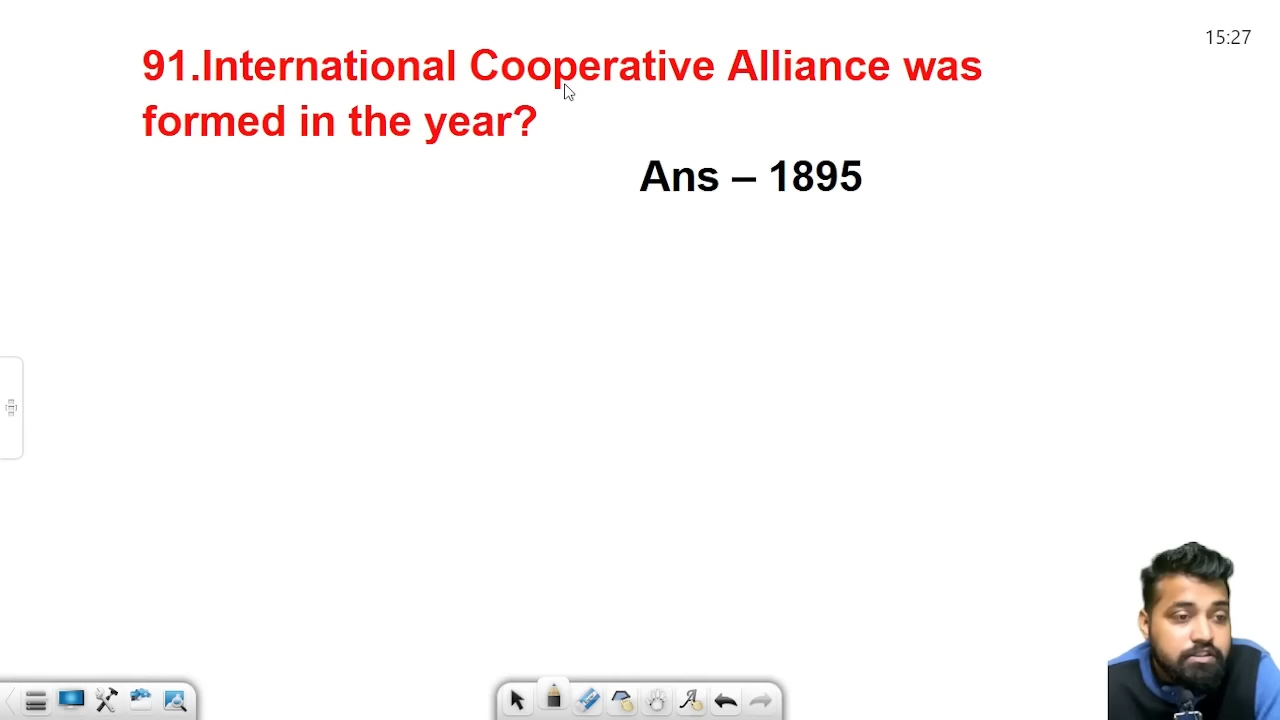 15:27
91.International Cooperative Alliance was
formed in the year?
Ans – 1895